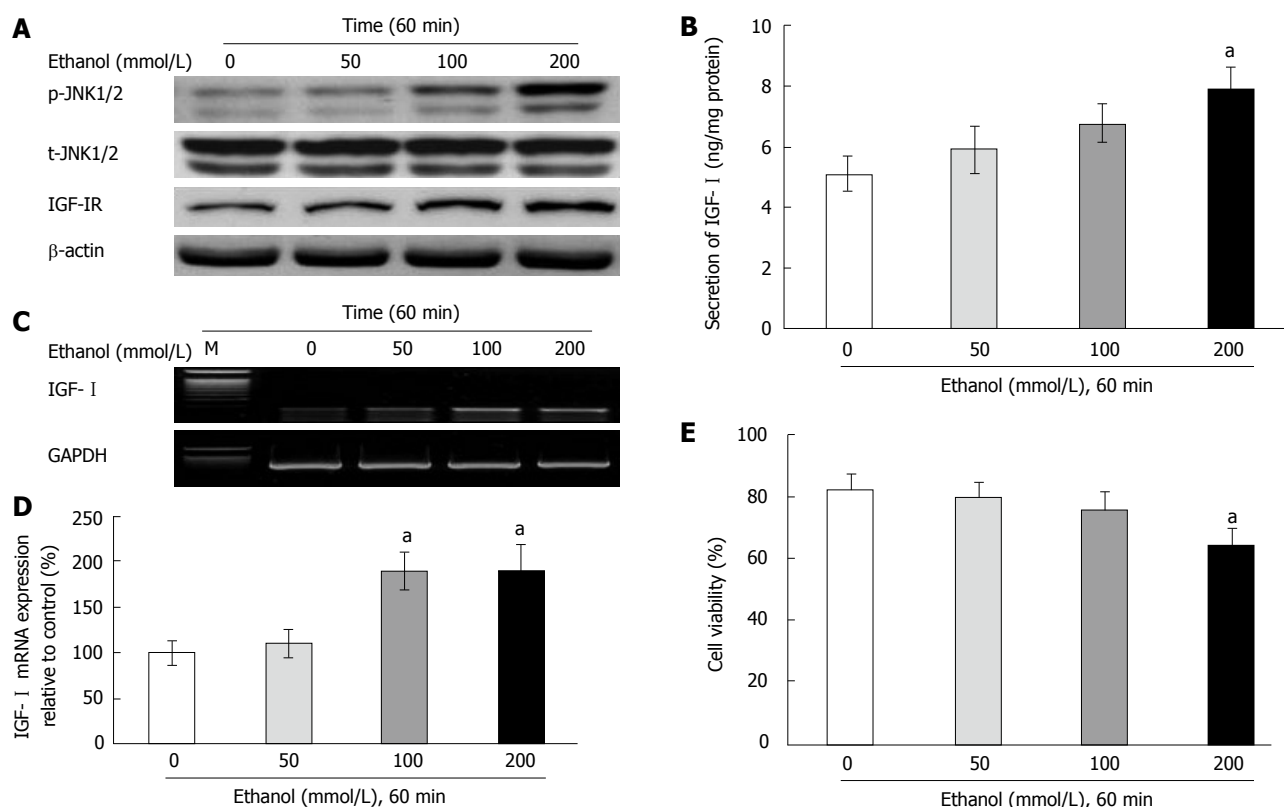 A
Time (60 min)
Ethanol (mmol/L) 0 50 100 200
p-JNK1/2
t-JNK1/2
IGF-IR
β-actin
B
Secretion of IGF- Ⅰ (ng/mg protein)
10
8
6
4
2
0
a
0 50 100 200
Ethanol (mmol/L), 60 min
C
Time (60 min)
Ethanol (mmol/L) M 0 50 100 200
IGF- Ⅰ
GAPDH
D
IGF- Ⅰ mRNA expression
relative to control (%)
250
200
150
100
50
0
a a
0 50 100 200
Ethanol (mmol/L), 60 min
E
Cell viability (%)
100
80
60
40
20
0
a
0 50 100 200
Ethanol (mmol/L), 60 min